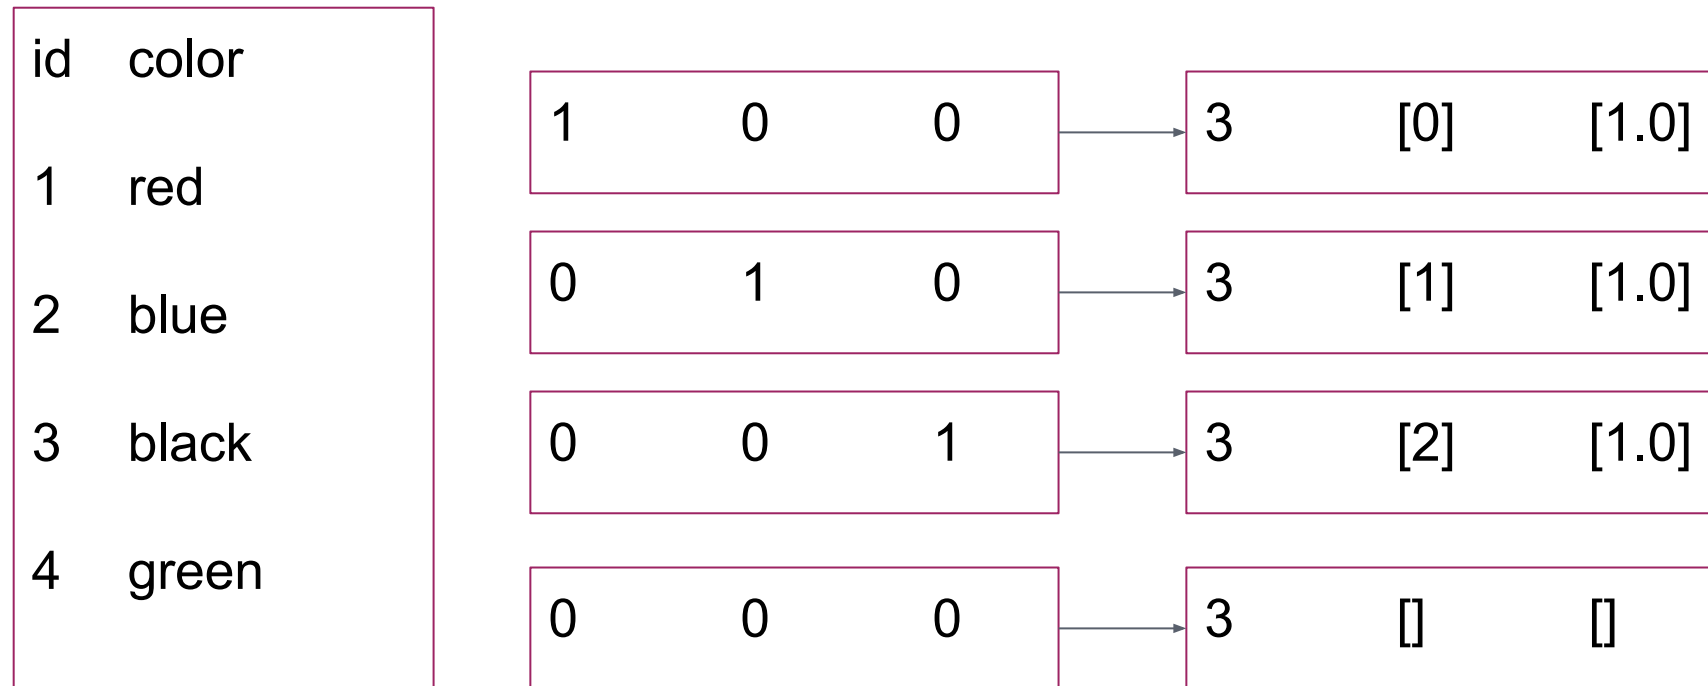 id color
1 red
2 blue
3 black
4 green
1 0 0
3 [0] [1.0]
0 1 0
3 [1] [1.0]
0 0 1
3 [2] [1.0]
0 0 0
3 [] []